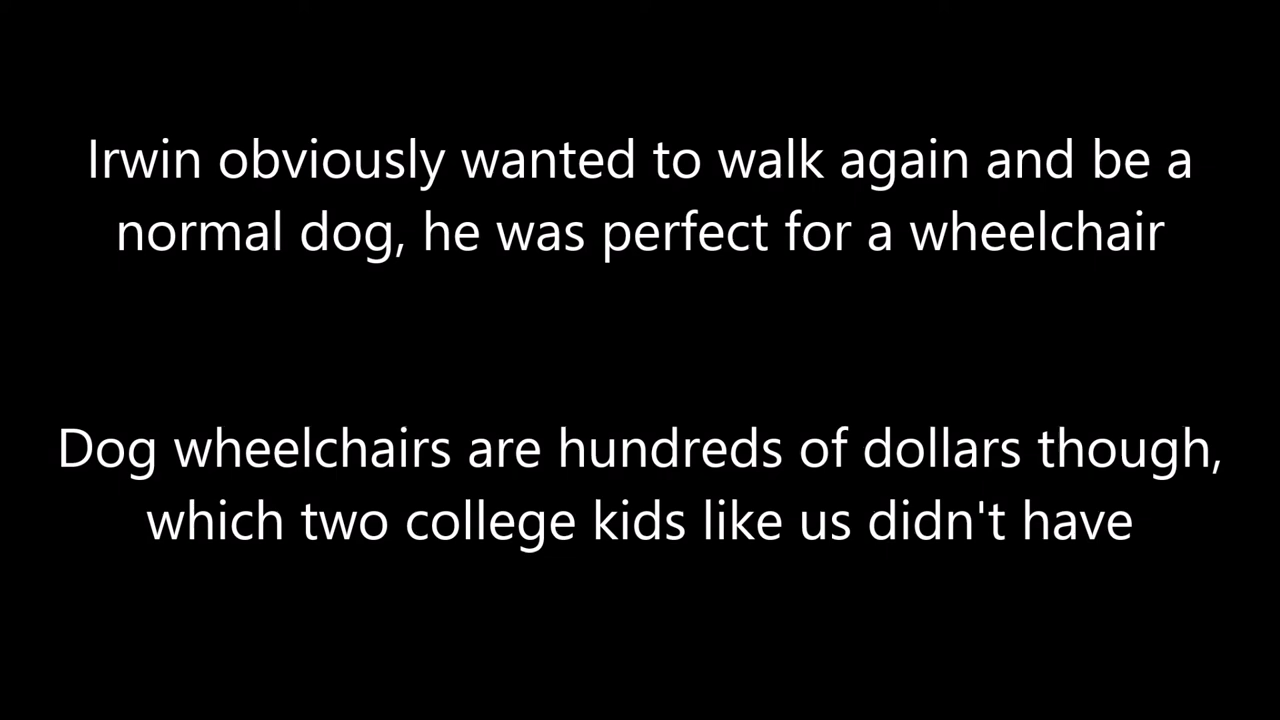 Irwin obviously wanted to walk again and be a
normal dog, he was perfect for a wheelchair
Dog wheelchairs are hundreds of dollars though,
which two college kids like us didn't have